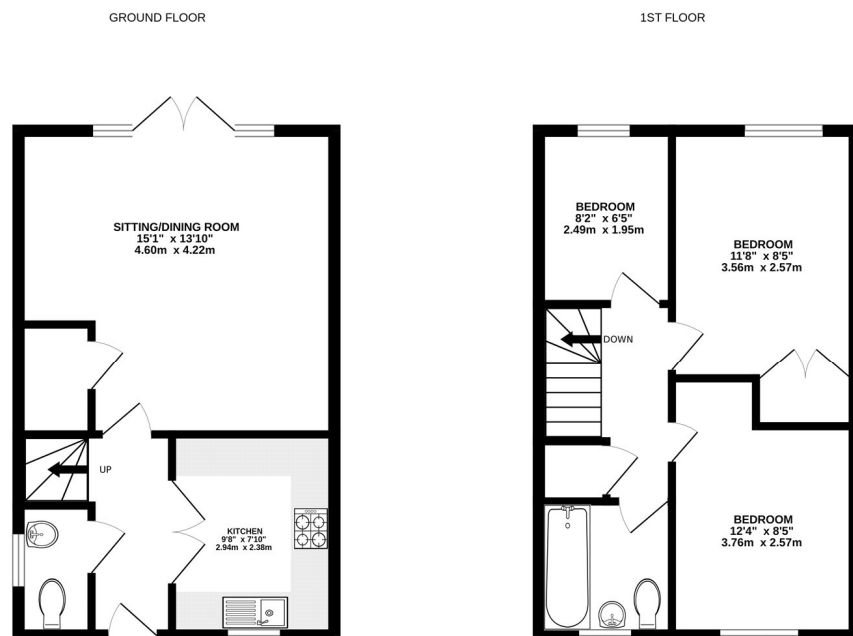 GROUND FLOOR
SITTING/DINING ROOM
15'1" x 13'10"
4.60m x 4.22m
UP
KITCHEN
9'8" x 7'10"
2.94m x 2.38m
1ST FLOOR
BEDROOM
8'2" x 6'5"
2.49m x 1.95m
BEDROOM
11'8" x 8'5"
3.56m x 2.57m
DOWN
BEDROOM
12'4" x 8'5"
3.76m x 2.57m